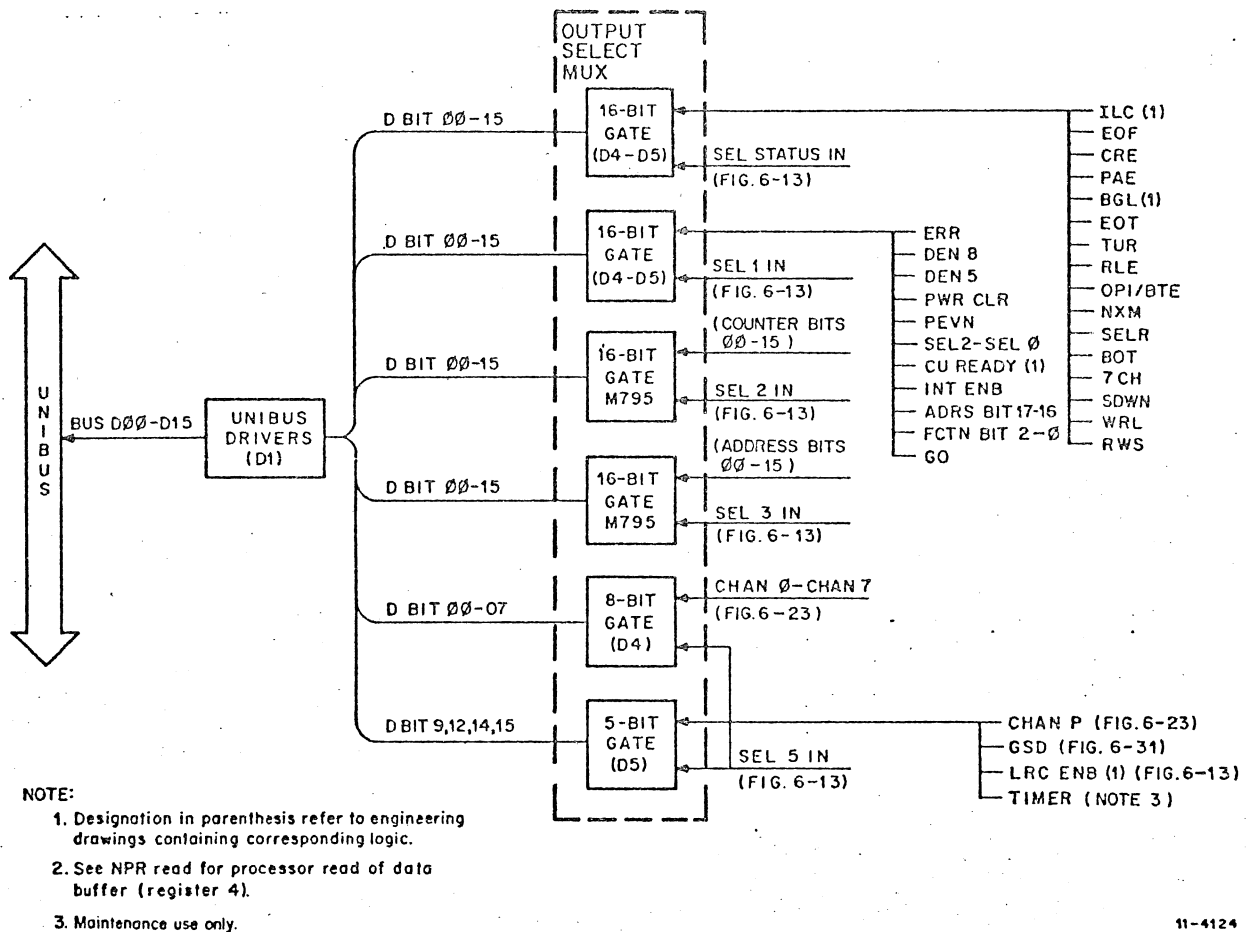 OUTPUT
SELECT
MUX
D BIT ØØ-15
16-BIT
GATE
(D4-D5)
SEL STATUS IN
(FIG. 6-13)
ILC (1)
EOF
CRE
PAE
BGL (1)
EOT
TUR
RLE
OPI/BTE
NXM
SELR
BOT
7 CH
SDWN
WRL
RWS
D BIT ØØ-15
16-BIT
GATE
(D4-D5)
SEL 1 IN
(FIG. 6-13)
ERR
DEN 8
DEN 5
PWR CLR
PEVN
SEL2-SEL Ø
CU READY (1)
INT ENB
ADRS BIT 17-16
FCTN BIT 2-Ø
GO
D BIT ØØ-15
16-BIT
GATE
M795
(COUNTER BITS
ØØ-15)
SEL 2 IN
(FIG. 6-13)
UNIBUS
BUS DØØ-D15
UNIBUS
DRIVERS
(D1)
D BIT ØØ-15
16-BIT
GATE
M795
(ADDRESS BITS
ØØ-15)
SEL 3 IN
(FIG. 6-13)
D BIT ØØ-07
8-BIT
GATE
(D4)
CHAN Ø-CHAN 7
(FIG. 6-23)
D BIT 9,12,14,15
5-BIT
GATE
(D5)
SEL 5 IN
(FIG. 6-13)
CHAN P (FIG. 6-23)
GSD (FIG. 6-31)
LRC ENB (1) (FIG. 6-13)
TIMER (NOTE 3)
NOTE:
1. Designation in parenthesis refer to engineering
drawings containing corresponding logic.
2. See NPR read for processor read of data
buffer (register 4).
3. Maintenance use only.
11-4124